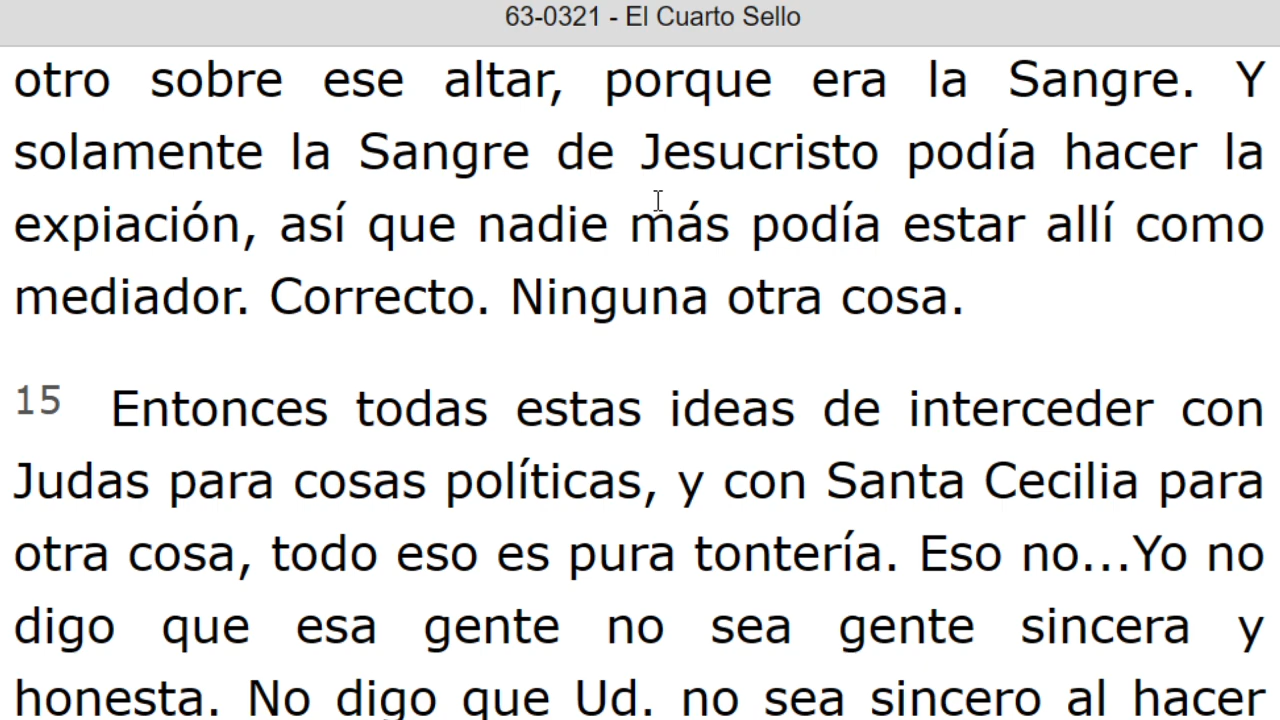 63-0321 - El Cuarto Sello
otro sobre ese altar, porque era la Sangre. Y
solamente la Sangre de Jesucristo podía hacer la
expiación, así que nadie más podía estar allí como
mediador. Correcto. Ninguna otra cosa.
15 Entonces todas estas ideas de interceder con
Judas para cosas políticas, y con Santa Cecilia para
otra cosa, todo eso es pura tontería. Eso no...Yo no
digo que esa gente no sea gente sincera y
honesta. No digo que Ud. no sea sincero al hacer